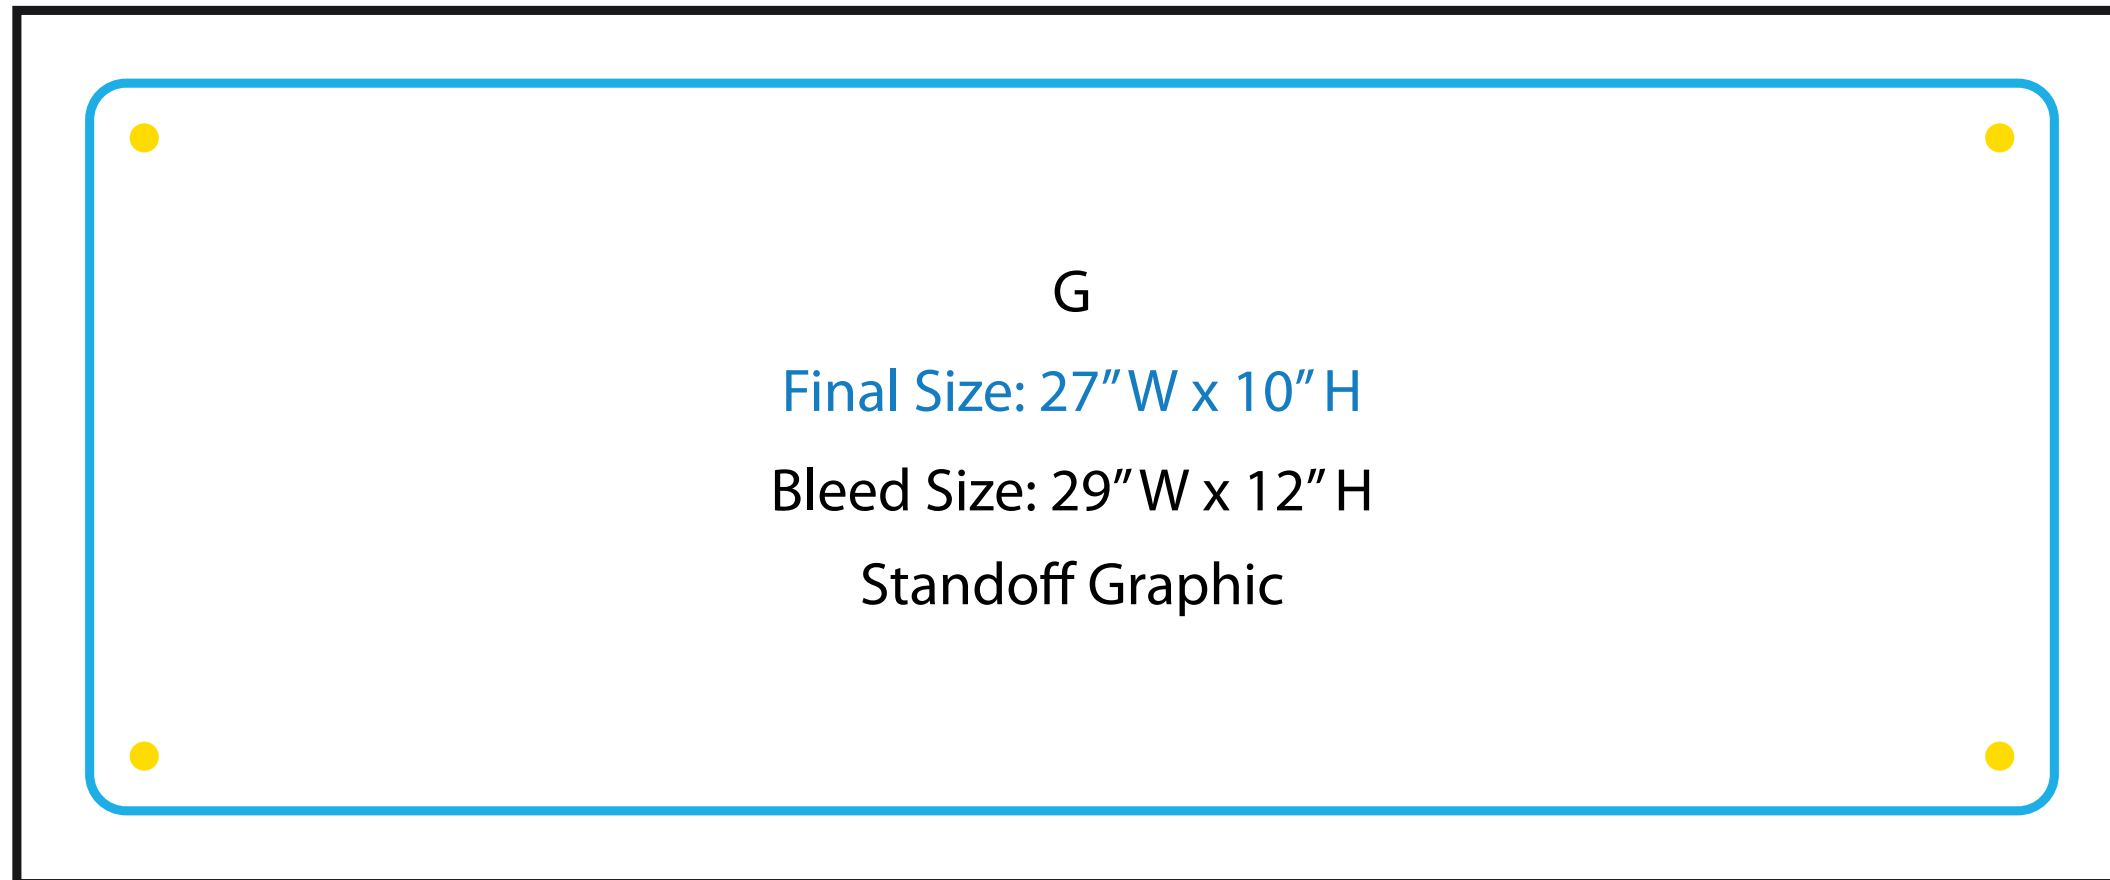 G
Final Size: 27” W x 10” H
Bleed Size: 29” W x 12” H
Standoff Graphic